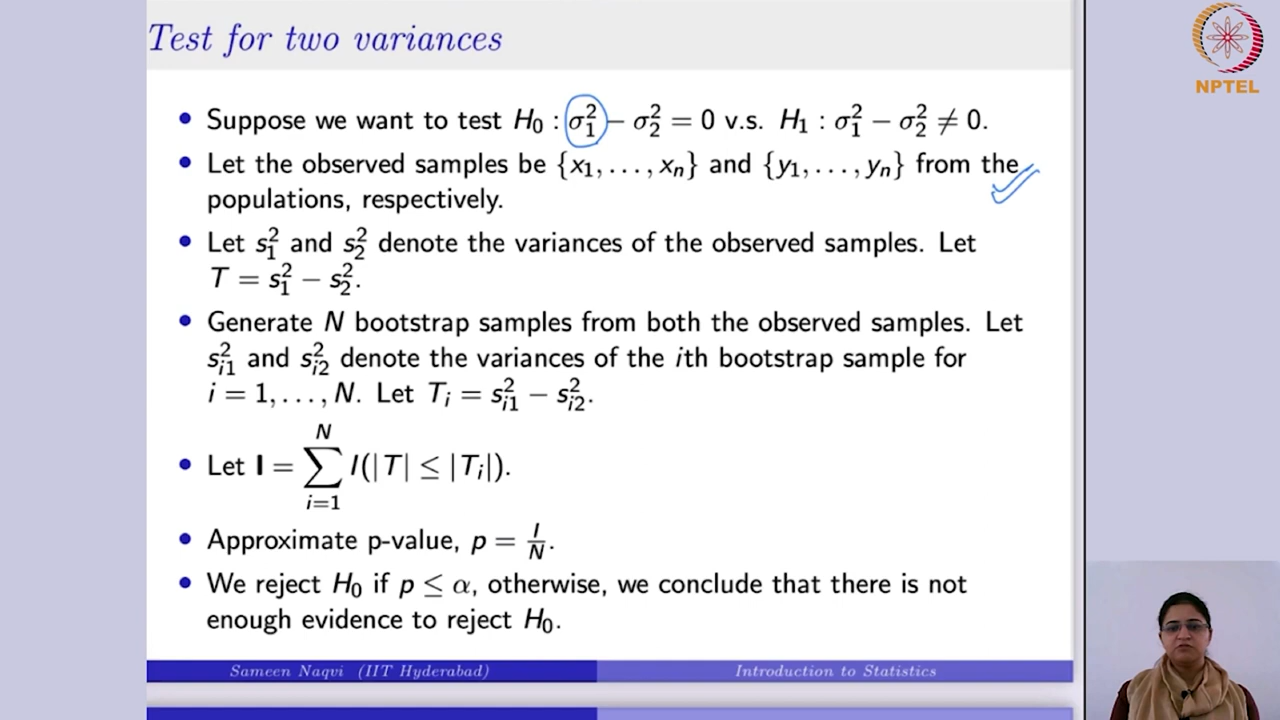 Test for two variances
NPTEL
• Suppose we want to test H₀ : σ₁² − σ₂² = 0 v.s. H₁ : σ₁² − σ₂² ≠ 0.
• Let the observed samples be {x₁, . . . , xₙ} and {y₁, . . . , yₙ} from the
populations, respectively.
• Let s₁² and s₂² denote the variances of the observed samples. Let
T = s₁² − s₂².
• Generate N bootstrap samples from both the observed samples. Let
sᵢ₁² and sᵢ₂² denote the variances of the ith bootstrap sample for
i = 1, . . . , N. Let Tᵢ = sᵢ₁² − sᵢ₂².
• Let I = ∑ᵢ₌₁ᴺ I(|T| ≤ |Tᵢ|).
• Approximate p-value, p = I/N.
• We reject H₀ if p ≤ α, otherwise, we conclude that there is not
enough evidence to reject H₀.
Sameen Naqvi (IIT Hyderabad) Introduction to Statistics